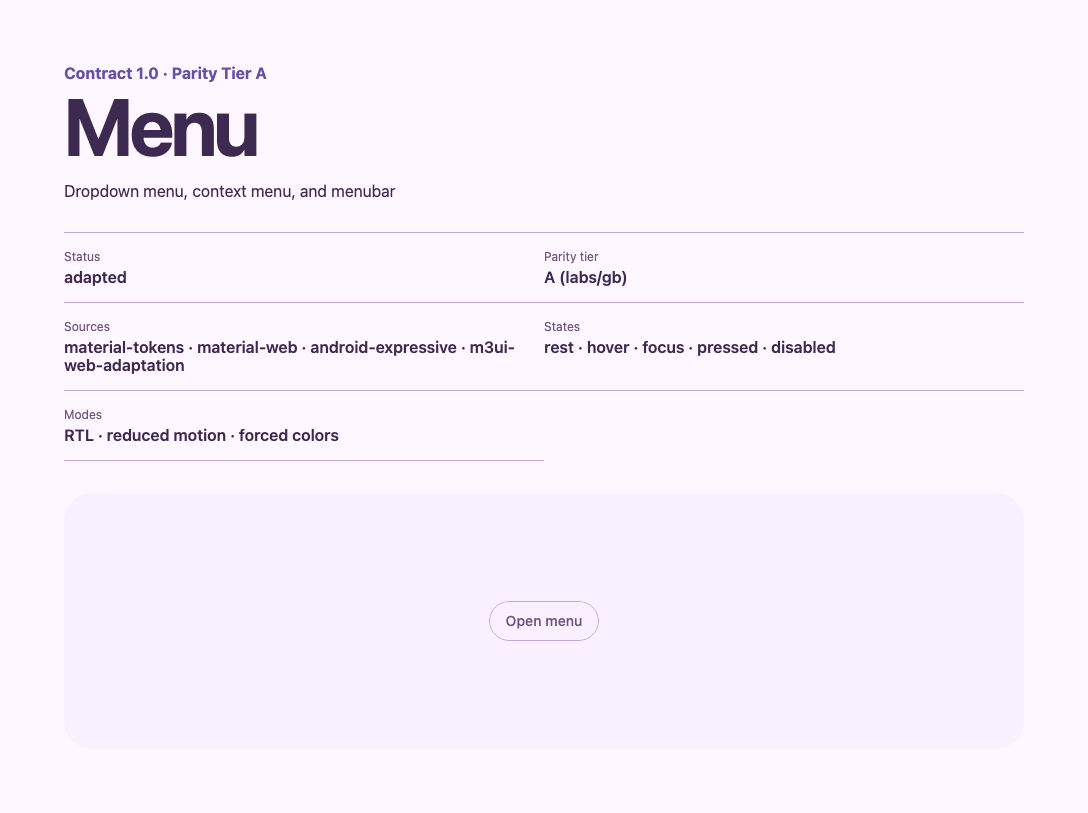 Contract 1.0 · Parity Tier A
Menu
Dropdown menu, context menu, and menubar
Status
adapted
Parity tier
A (labs/gb)
Sources
material-tokens · material-web · android-expressive · m3ui-
web-adaptation
States
rest · hover · focus · pressed · disabled
Modes
RTL · reduced motion · forced colors
Open menu